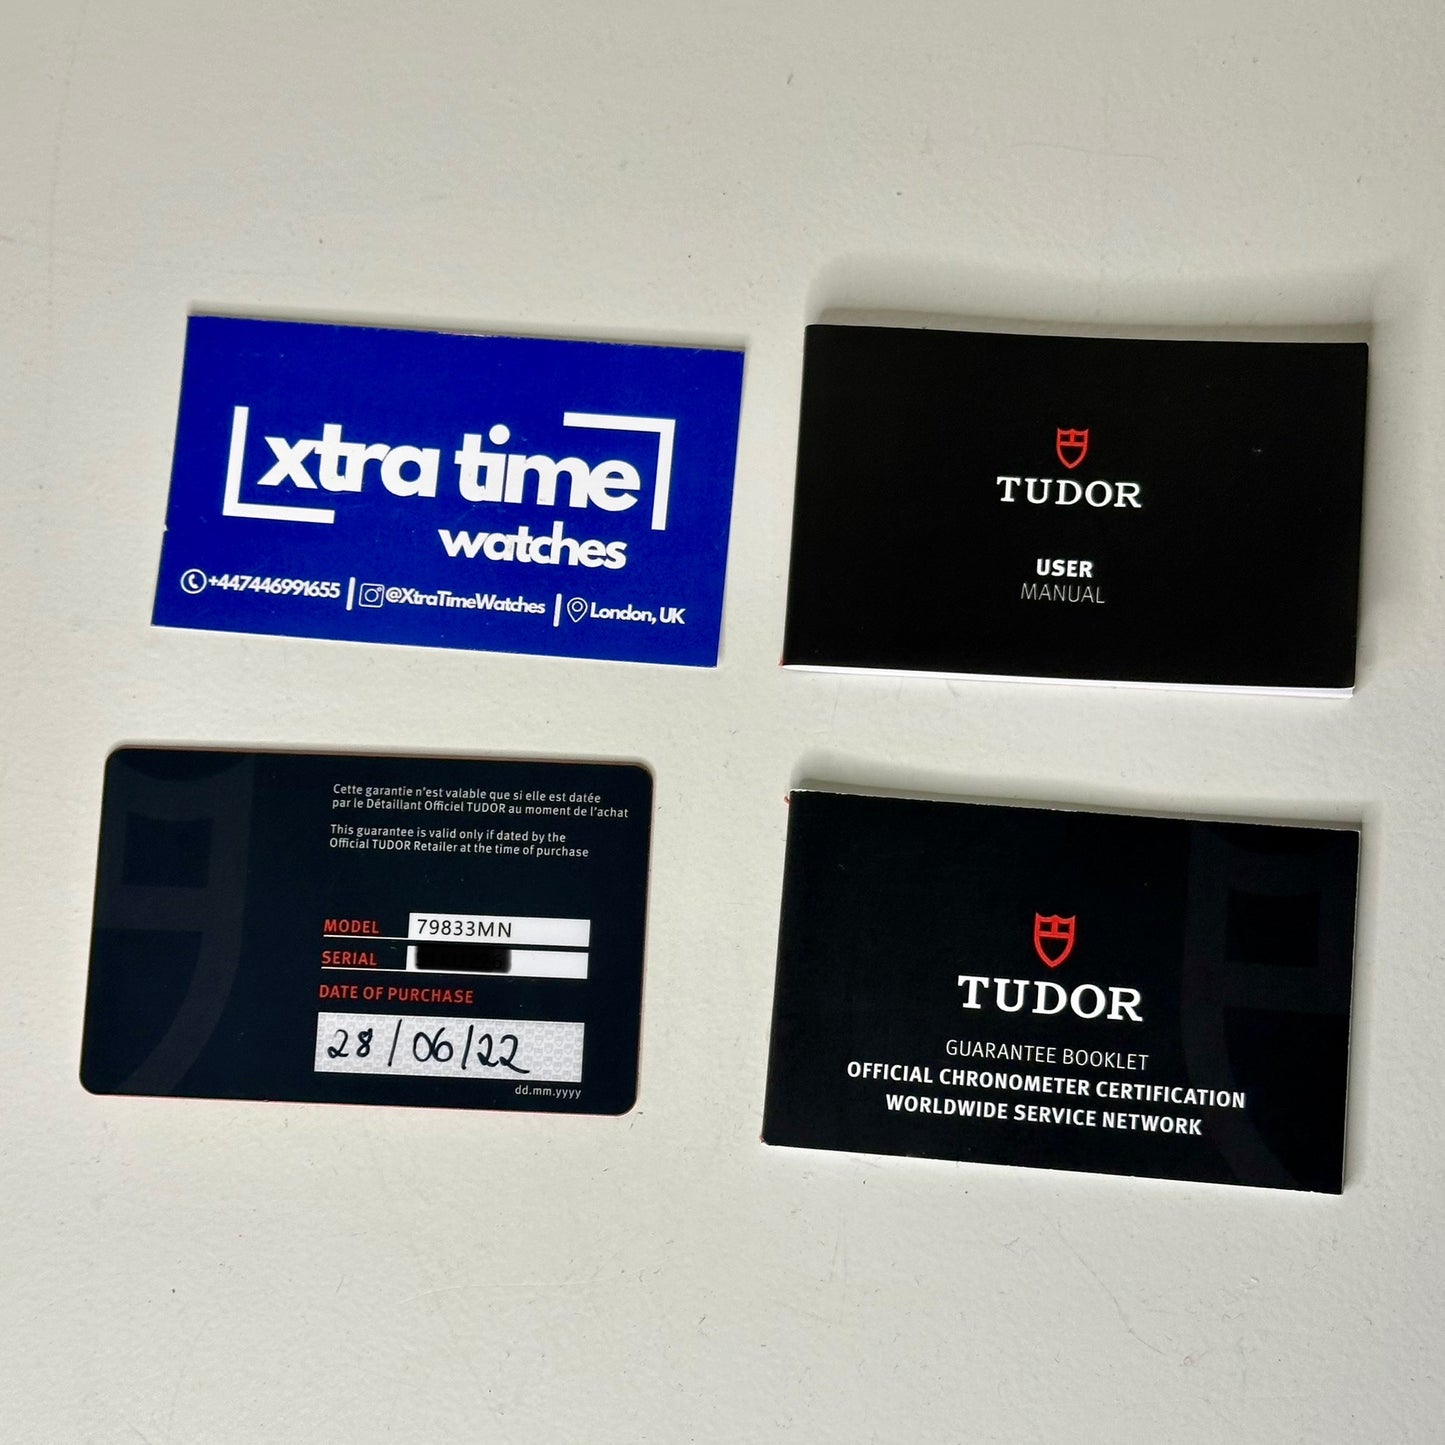 xtra time
watches
+447446991655 | @XtraTimeWatches | London, UK
TUDOR
USER
MANUAL
Cette garantie n'est valable que si elle est datée
par le Détaillant Officiel TUDOR au moment de l'achat
This guarantee is valid only if dated by the
Official TUDOR Retailer at the time of purchase
MODEL 79833MN
SERIAL
DATE OF PURCHASE
28/06/22
dd.mm.yyyy
TUDOR
GUARANTEE BOOKLET
OFFICIAL CHRONOMETER CERTIFICATION
WORLDWIDE SERVICE NETWORK